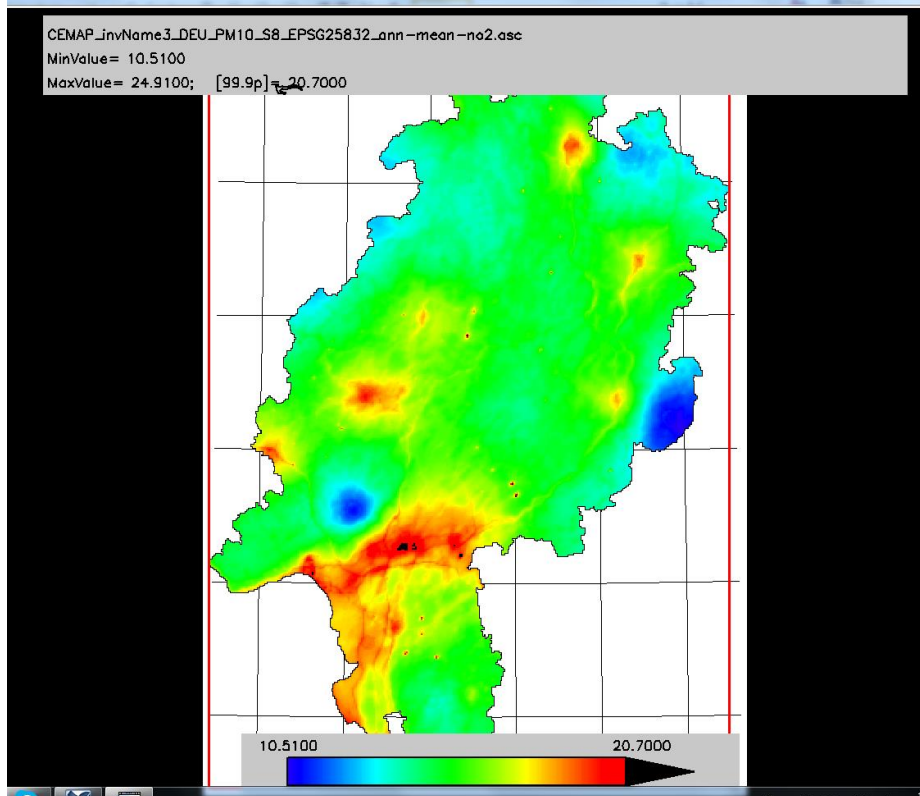 CEMAP_invName3_DEU_PM10_S8_EPSG25832_ann-mean-no2.asc
MinValue= 10.5100
MaxValue= 24.9100; [99.9p]= 20.7000
10.5100 20.7000